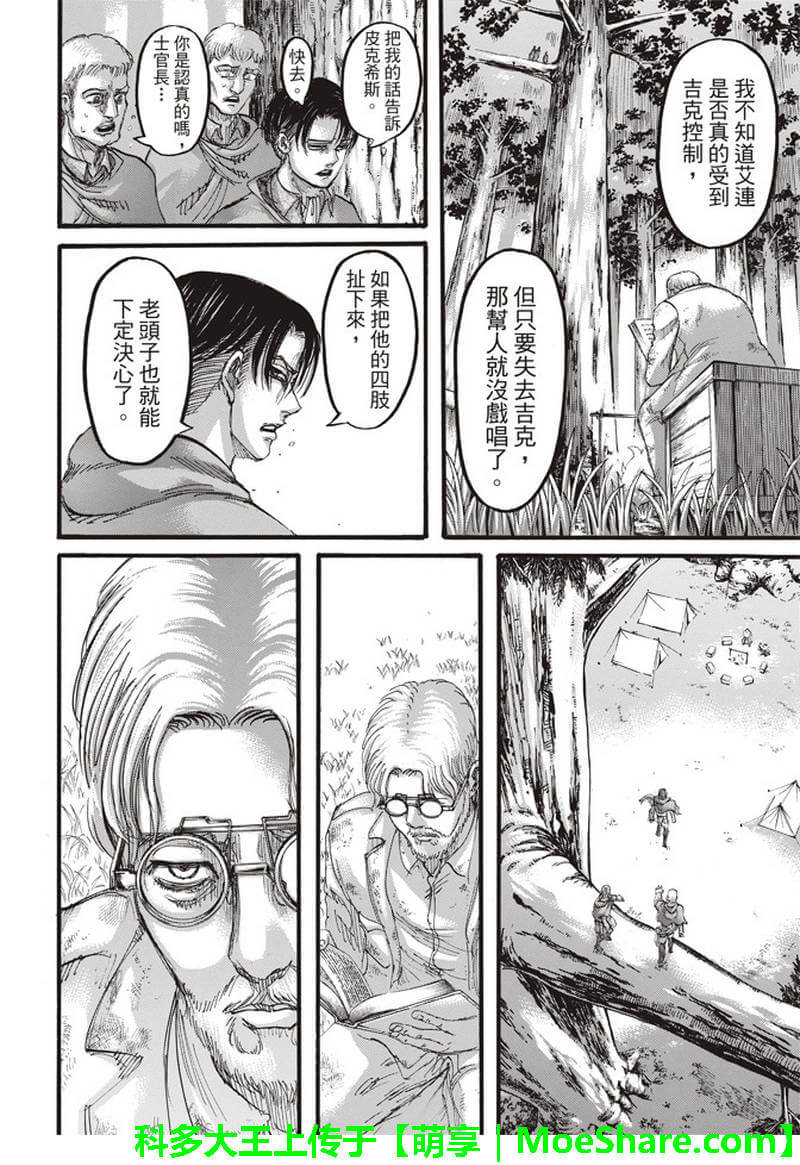 我不知道艾連
是否真的受到
吉克控制，
但只要失去吉克，
那幫人就沒戲唱了。
把我的話告訴
皮克希斯。
快去。
你是認真的嗎，
士官長…
如果把他的四肢
扯下來，
老頭子也就能
下定決心了。
科多大王上传于【萌享 | MoeShare.com】